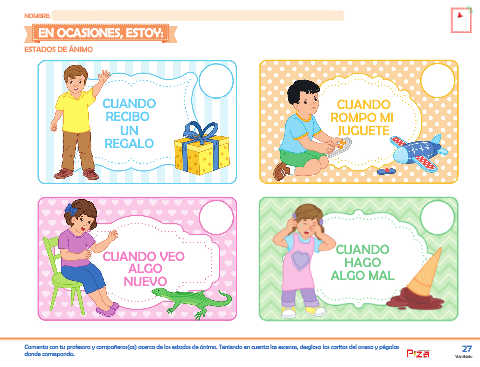 NOMBRE:
EN OCASIONES, ESTOY:
ESTADOS DE ÁNIMO
CUANDO
RECIBO
UN
REGALO
CUANDO
ROMPO MI
JUGUETE
CUANDO VEO
ALGO
NUEVO
CUANDO
HAGO
ALGO MAL
Comenta con tu profesora y compañeros(as) acerca de los estados de ánimo. Teniendo en cuenta las escenas, desglosa las caritas del anexo y pégalas
donde corresponda.
27